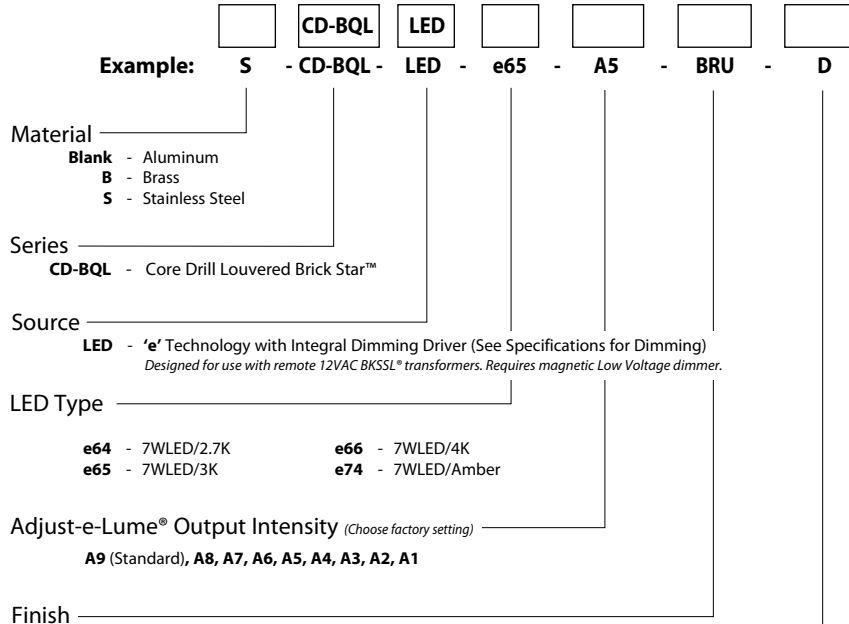 CD-BQL LED
Example: S - CD-BQL - LED - e65 - A5 - BRU - D
Material
Blank - Aluminum
B - Brass
S - Stainless Steel
Series
CD-BQL - Core Drill Louvered Brick Star™
Source
LED - 'e' Technology with Integral Dimming Driver (See Specifications for Dimming)
Designed for use with remote 12VAC BKSSL® transformers. Requires magnetic Low Voltage dimmer.
LED Type
e64 - 7WLED/2.7K e66 - 7WLED/4K
e65 - 7WLED/3K e74 - 7WLED/Amber
Adjust-e-Lume® Output Intensity (Choose factory setting)
A9 (Standard), A8, A7, A6, A5, A4, A3, A2, A1
Finish